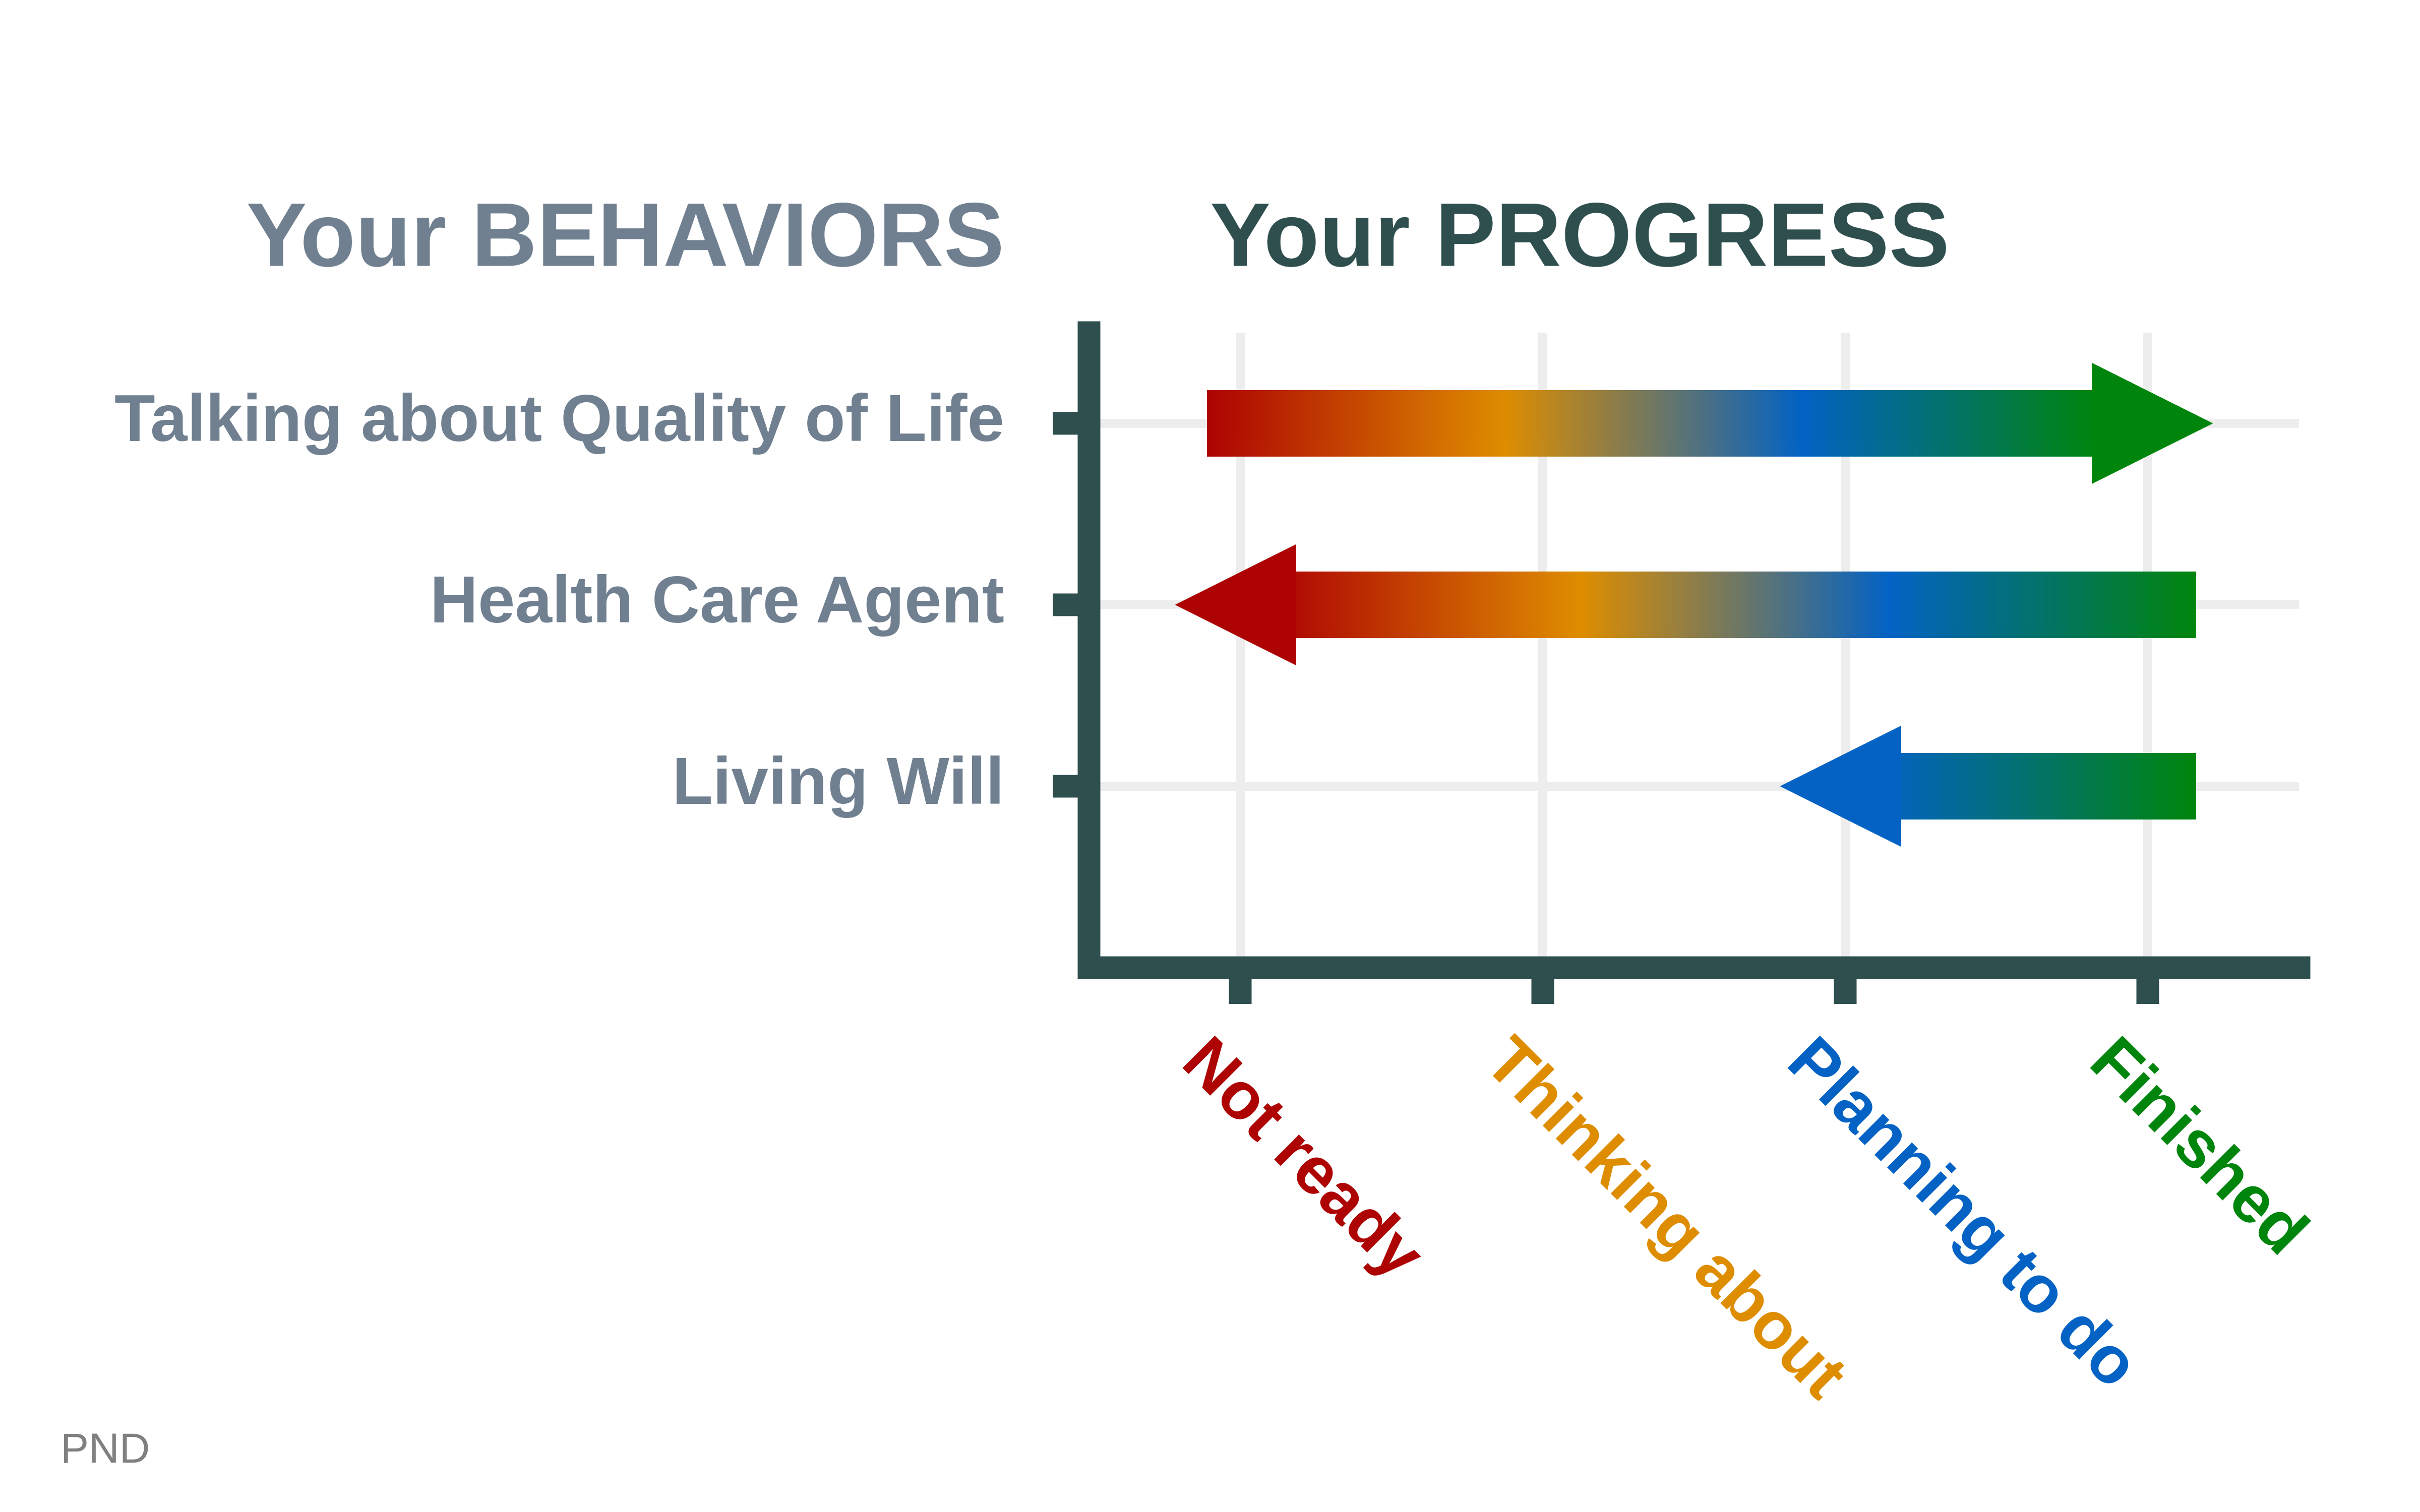 Your BEHAVIORS
Your PROGRESS
Talking about Quality of Life
Health Care Agent
Living Will
Not ready
Thinking about
Planning to do
Finished
PND